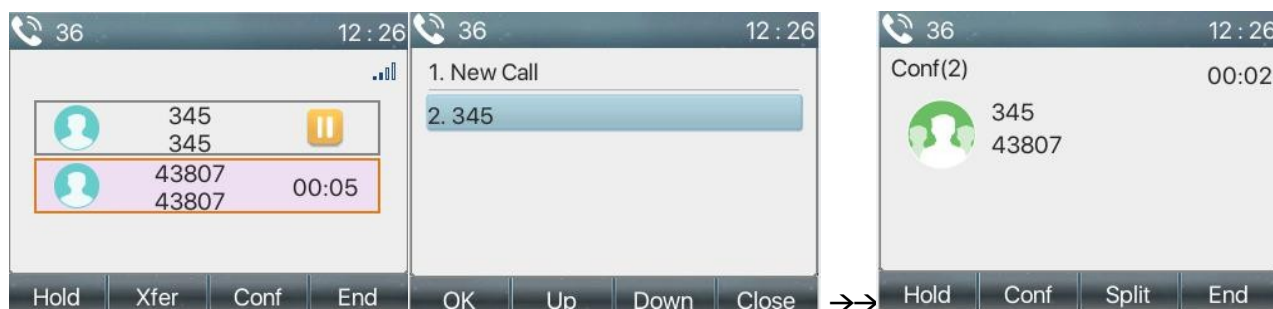 36 12:26
345
345
43807
43807 00:05
Hold Xfer Conf End
36 12:26
1. New Call
2. 345
OK Up Down Close
→→
36 12:26
Conf(2) 00:02
345
43807
Hold Conf Split End